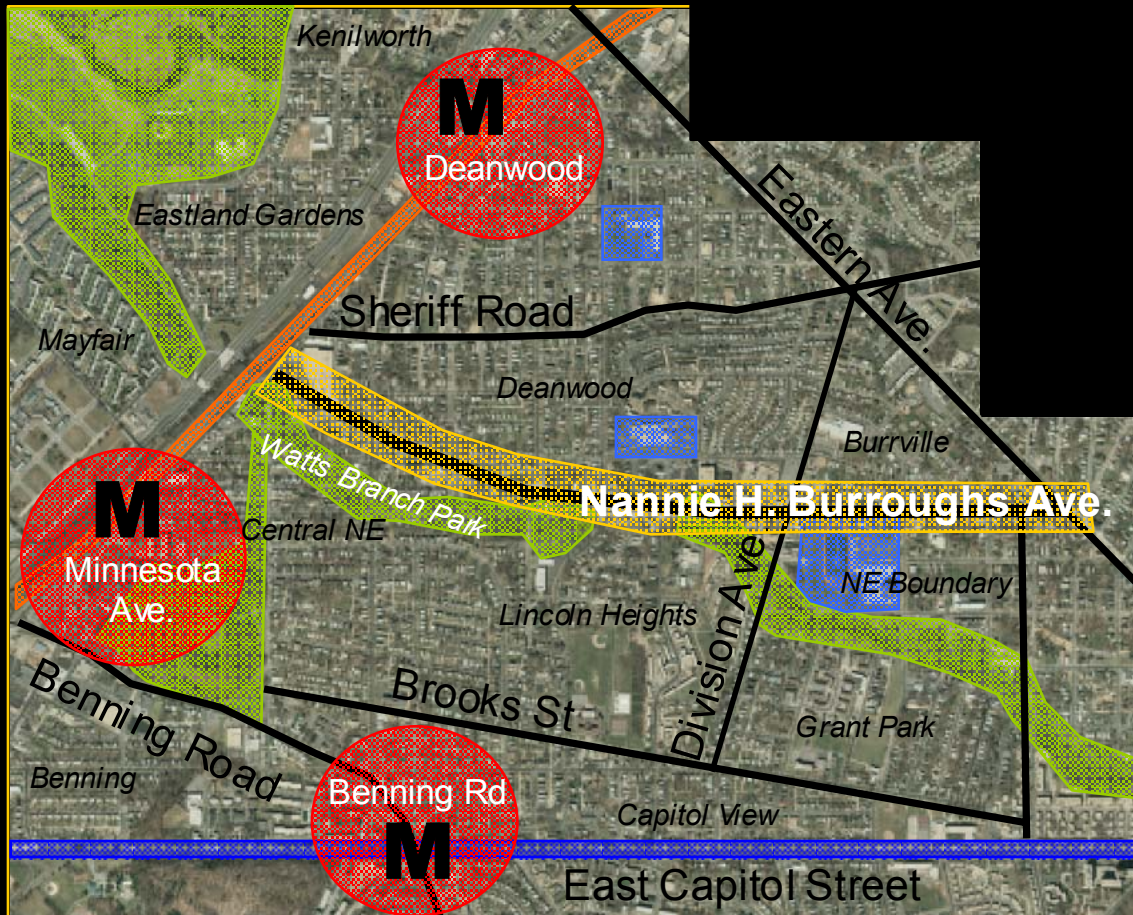 Kenilworth
M
Deanwood
Eastland Gardens
Eastern Ave.
Sheriff Road
Mayfair
Deanwood
Burrville
Watts Branch Park
Nannie H. Burroughs Ave.
M
Minnesota
Ave.
Central NE
NE Boundary
Lincoln Heights
Division Ave
Benning Road
Brooks St
Grant Park
Benning
Benning Rd
M
Capitol View
East Capitol Street